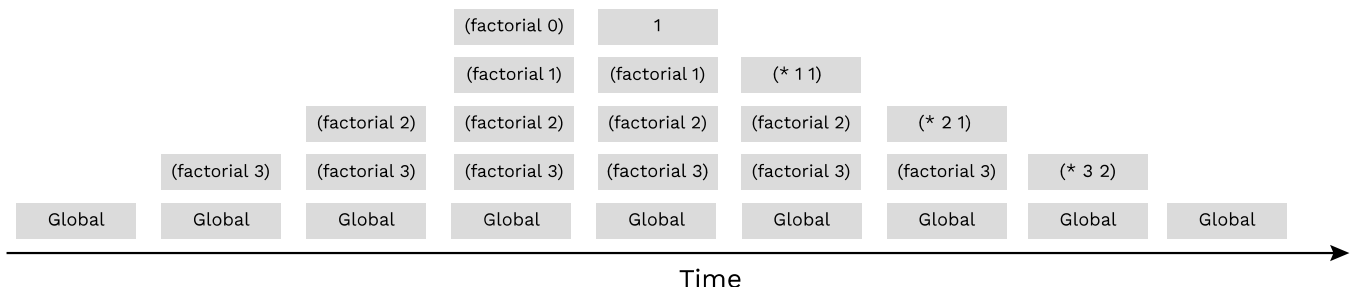 (factorial 0) 1
(factorial 1) (factorial 1) (* 1 1)
(factorial 2) (factorial 2) (factorial 2) (factorial 2) (* 2 1)
(factorial 3) (factorial 3) (factorial 3) (factorial 3) (factorial 3) (factorial 3) (* 3 2)
Global Global Global Global Global Global Global Global Global
Time